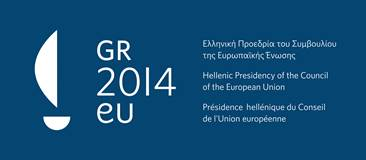 GR
2014
eu
Ελληνική Προεδρία του Συμβουλίου
της Ευρωπαϊκής Ένωσης
Hellenic Presidency of the Council
of the European Union
Présidence hellénique du Conseil
de l'Union européenne